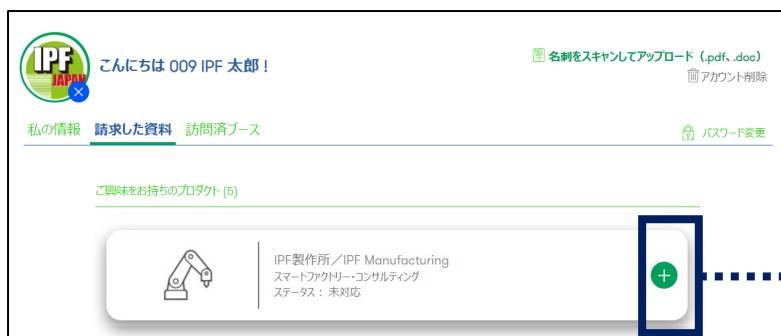 IPF
JAPAN
こんにちは 009 IPF 太郎 !
名刺をスキャンしてアップロード (.pdf、.doc)
アカウント削除
私の情報 請求した資料 訪問済ブース
パスワード変更
ご興味をお持ちのプロダクト (5)
IPF製作所／IPF Manufacturing
スマートファクトリー・コンサルティング
ステータス： 未対応